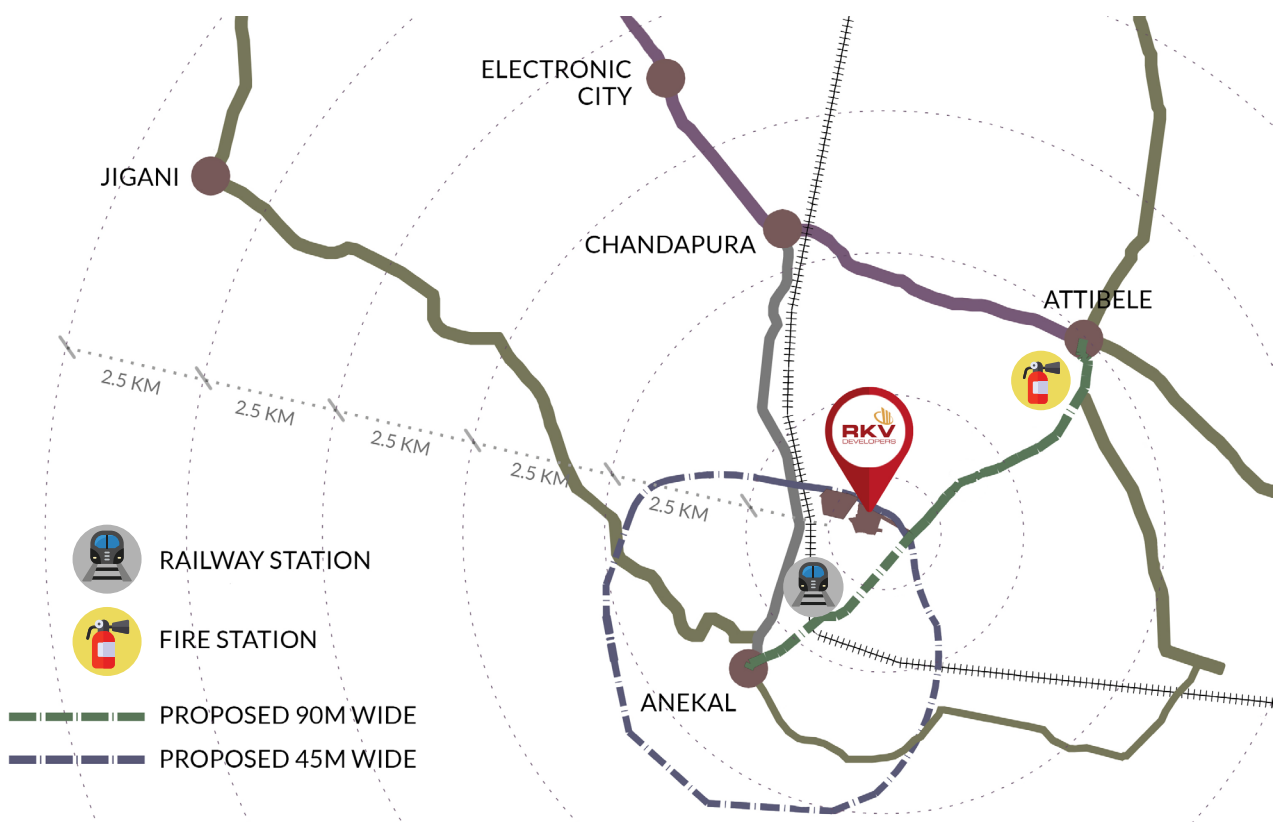 ELECTRONIC
CITY
JIGANI
CHANDAPURA
ATTIBELE
2.5 KM
2.5 KM
2.5 KM
2.5 KM
2.5 KM
RKV
DEVELOPERS
RAILWAY STATION
FIRE STATION
ANEKAL
PROPOSED 90M WIDE
PROPOSED 45M WIDE